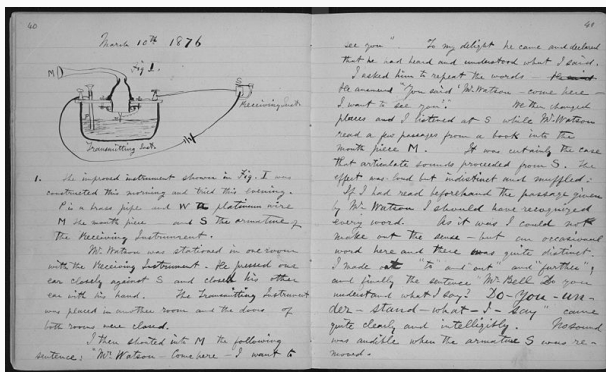 40
March 10th 1876
Fig. 1.
M
S
P
W
Receiving Inst.
Transmitting Inst.
1. The improved instrument shown in Fig. I was
constructed this morning and tried this evening.
P is a brass pipe and W the platinum wire
M the mouth piece and S the armature of
the Receiving Instrument.
Mr. Watson was stationed in one room
with the Receiving Instrument. He pressed one
ear closely against S and closed his other
ear with his hand. The Transmitting Instrument
was placed in another room and the doors of
both rooms were closed.
I then shouted into M the following
sentence: "Mr. Watson – Come here – I want to
41
see you". To my delight he came and declared
that he had heard and understood what I said.
I asked him to repeat the words –
He answered "You said 'Mr. Watson – come here –
I want to see you'." We then changed
places and I listened at S while Mr. Watson
read a few passages from a book into the
mouth piece M. It was certainly the case
that articulate sounds proceeded from S. The
effect was loud but indistinct and muffled.
If I had read beforehand the passage given
by Mr. Watson I should have recognized
every word. As it was I could not
make out the sense – but an occasional
word here and there was quite distinct.
I made out "to" and "out" and "further";
and finally the sentence "Mr. Bell Do you
understand what I say? Do – you – un –
der – stand – what – I – say" came
quite clearly and intelligibly. No sound
was audible when the armature S was re-
moved.